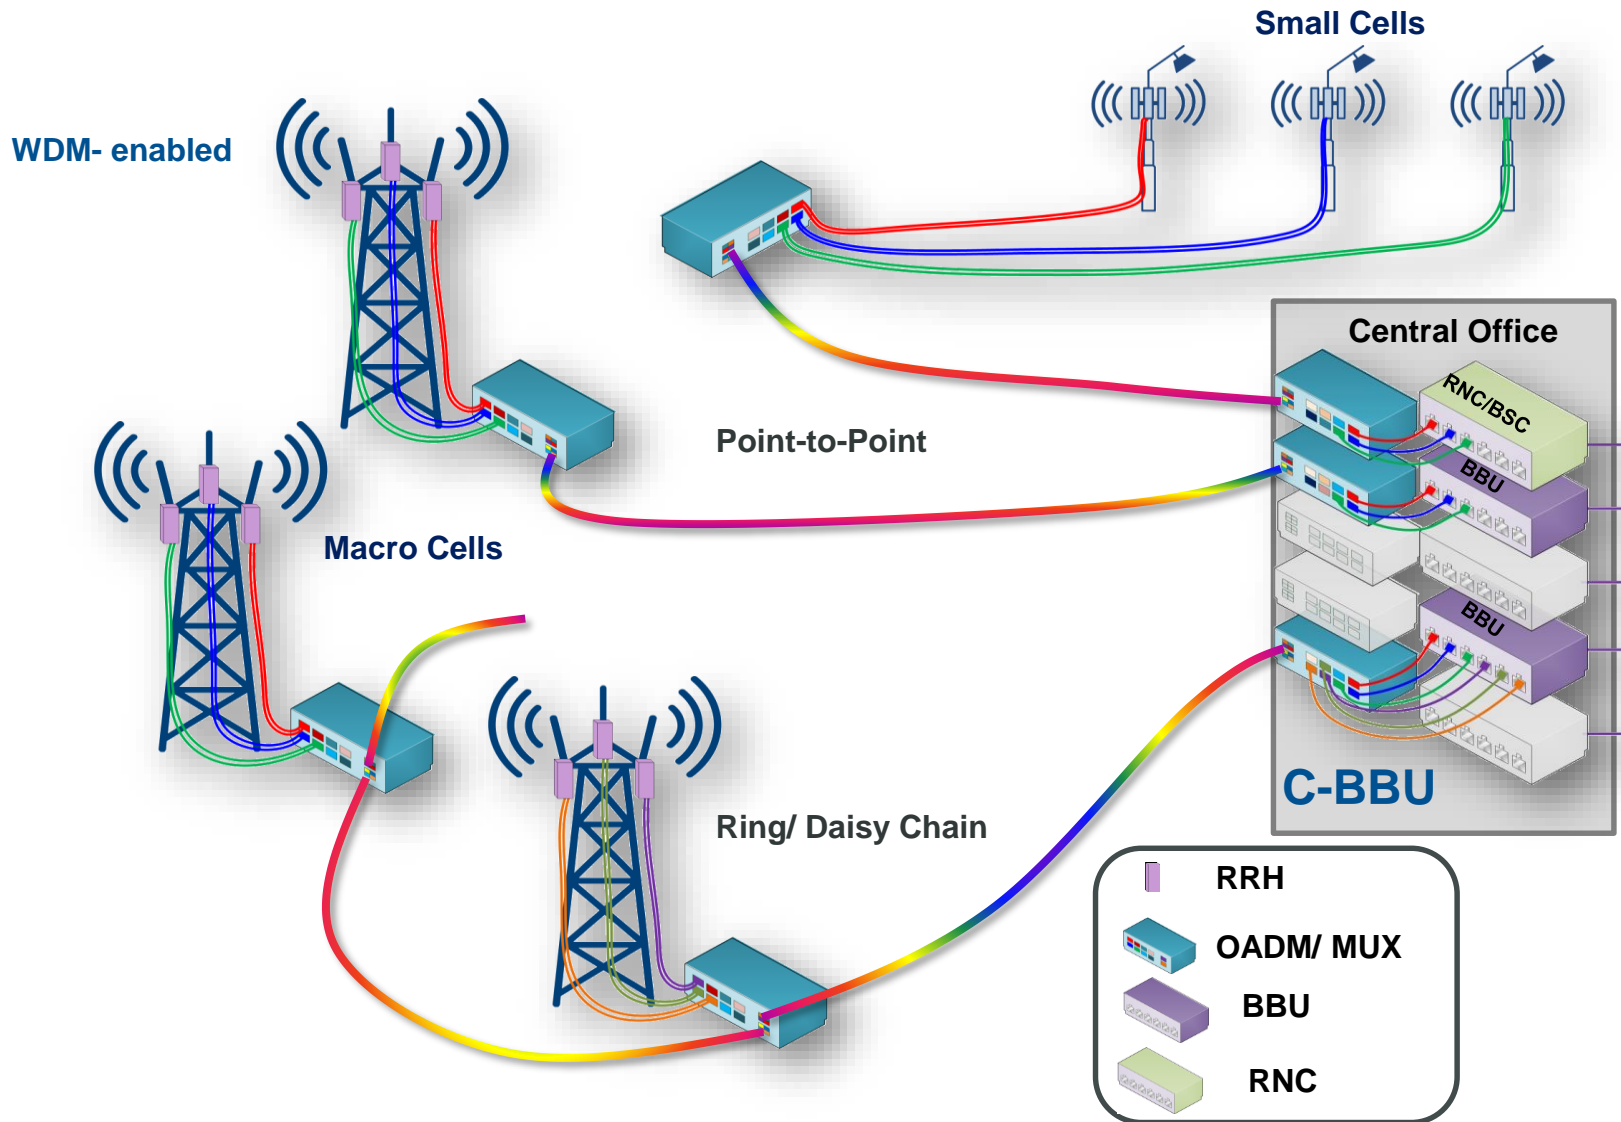 Small Cells
WDM- enabled
Central Office
RNC/BSC
Point-to-Point
BBU
Macro Cells
BBU
C-BBU
Ring/ Daisy Chain
RRH
OADM/ MUX
BBU
RNC